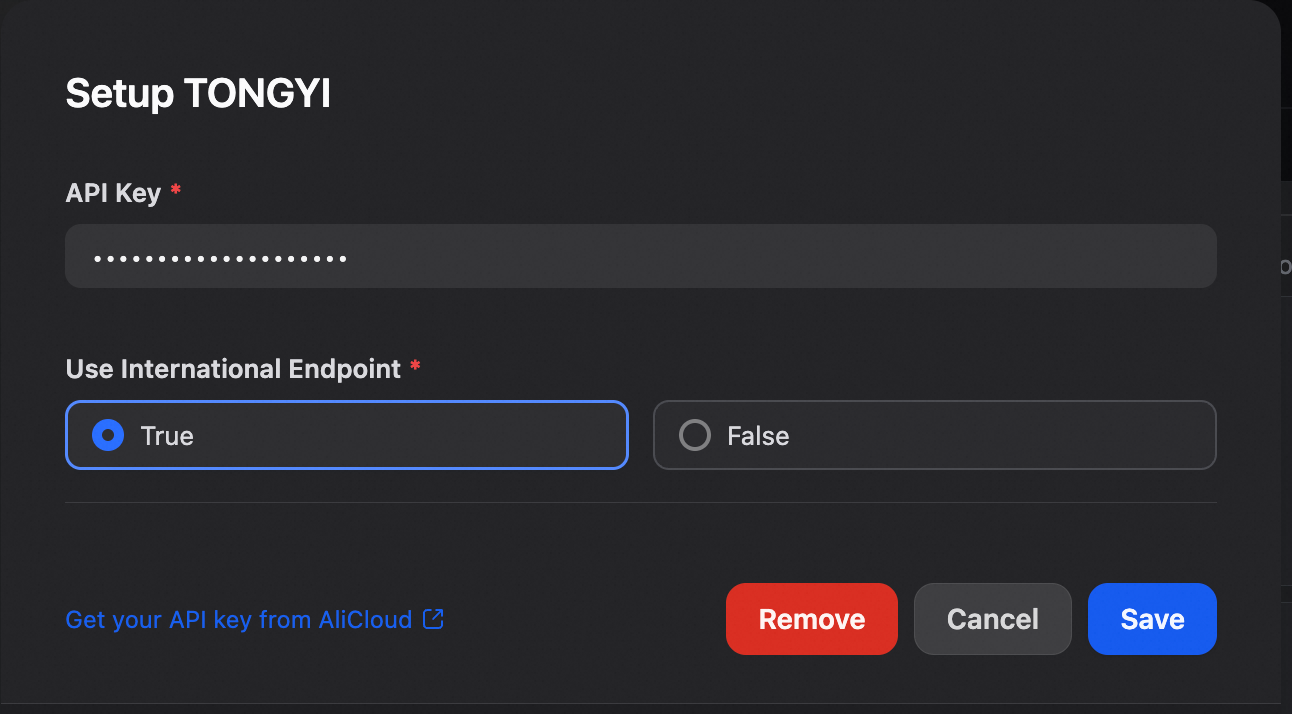 Setup TONGYI
API Key *
••••••••••••••••••••
Use International Endpoint *
True
False
Get your API key from AliCloud
Remove
Cancel
Save